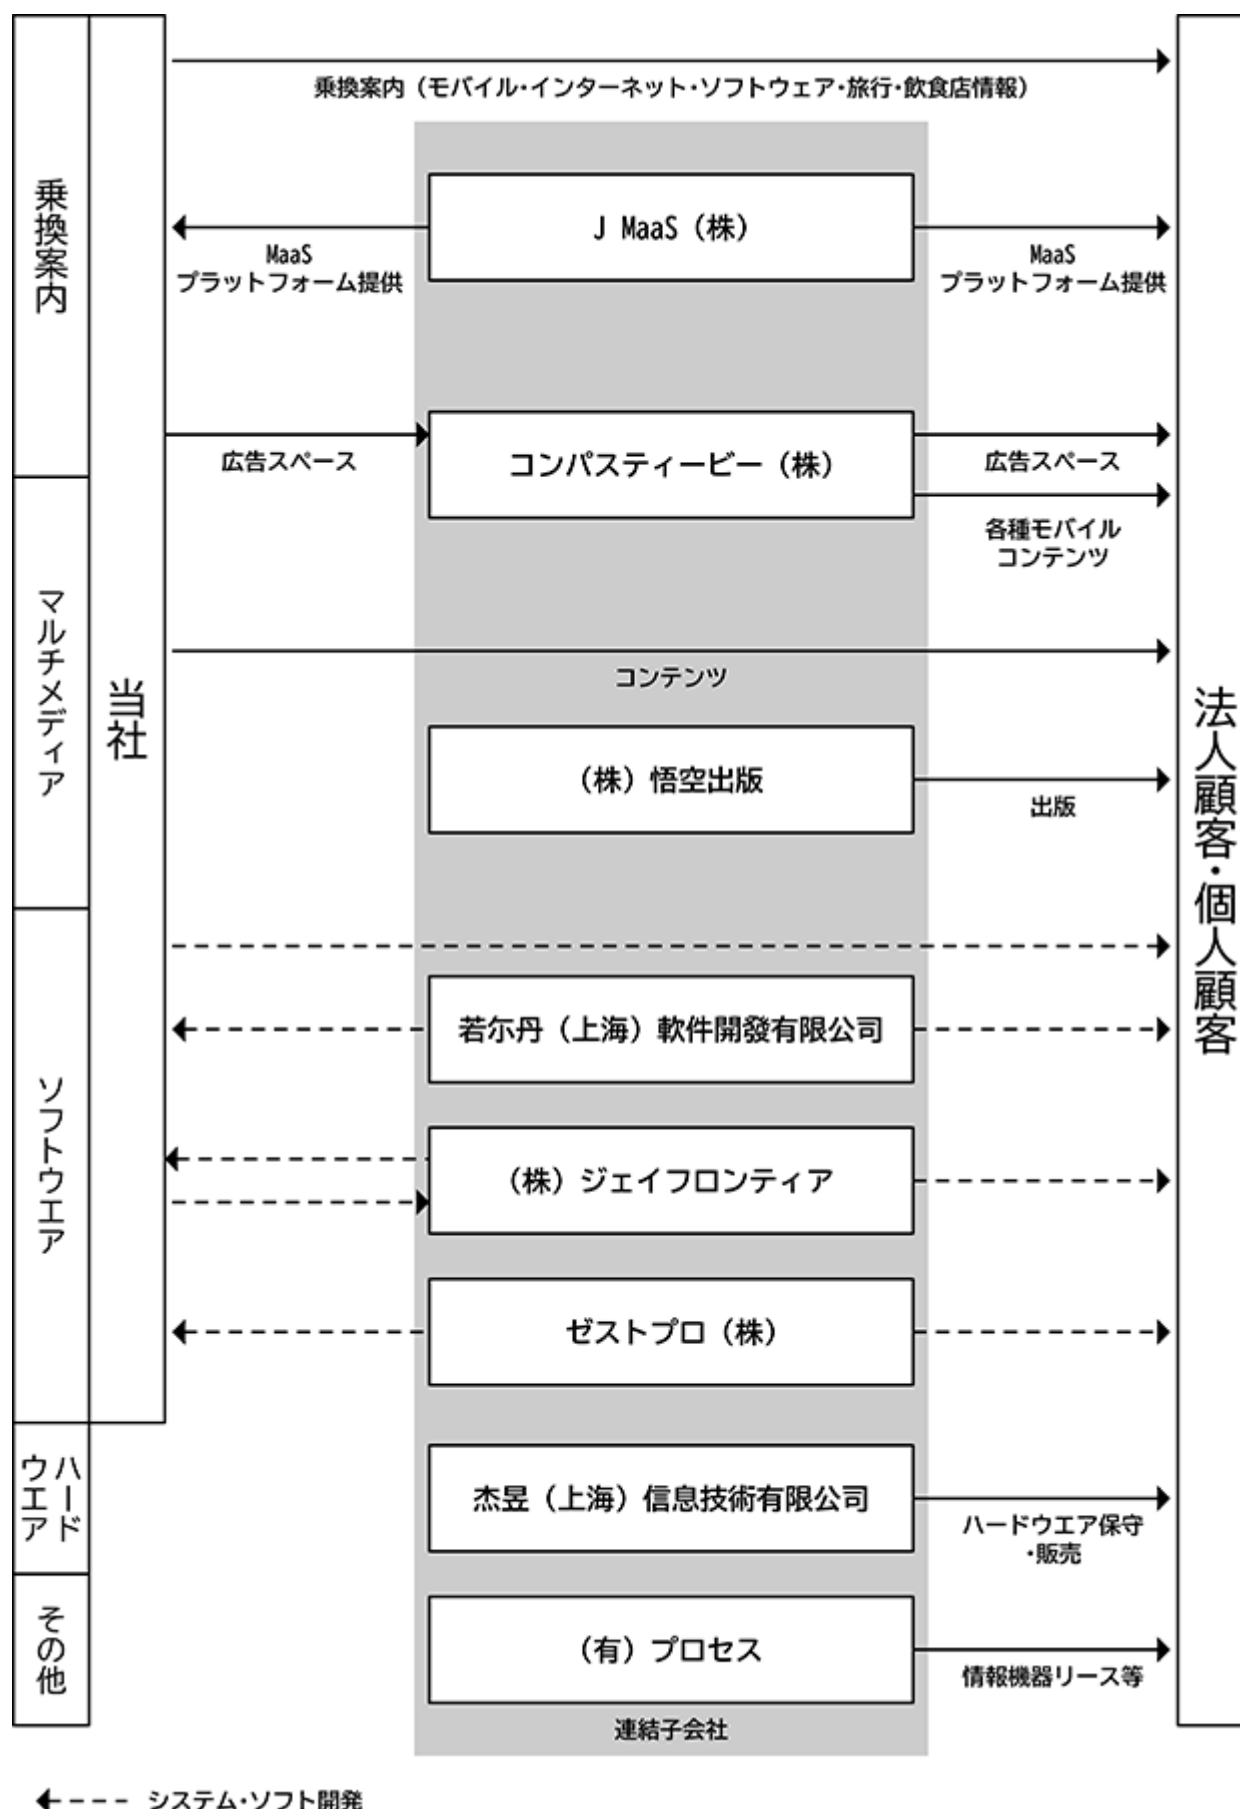 乗換案内
マルチメディア
ソフトウエア
ハード
ウエア
その他
当社
乗換案内（モバイル・インターネット・ソフトウェア・旅行・飲食店情報）
J MaaS（株）
MaaS
プラットフォーム提供
MaaS
プラットフォーム提供
コンパスティービー（株）
広告スペース
広告スペース
各種モバイル
コンテンツ
コンテンツ
（株）悟空出版
出版
若尓丹（上海）軟件開發有限公司
（株）ジェイフロンティア
ゼストプロ（株）
杰昱（上海）信息技術有限公司
ハードウエア保守
・販売
（有）プロセス
情報機器リース等
連結子会社
法人顧客・個人顧客
システム・ソフト開発